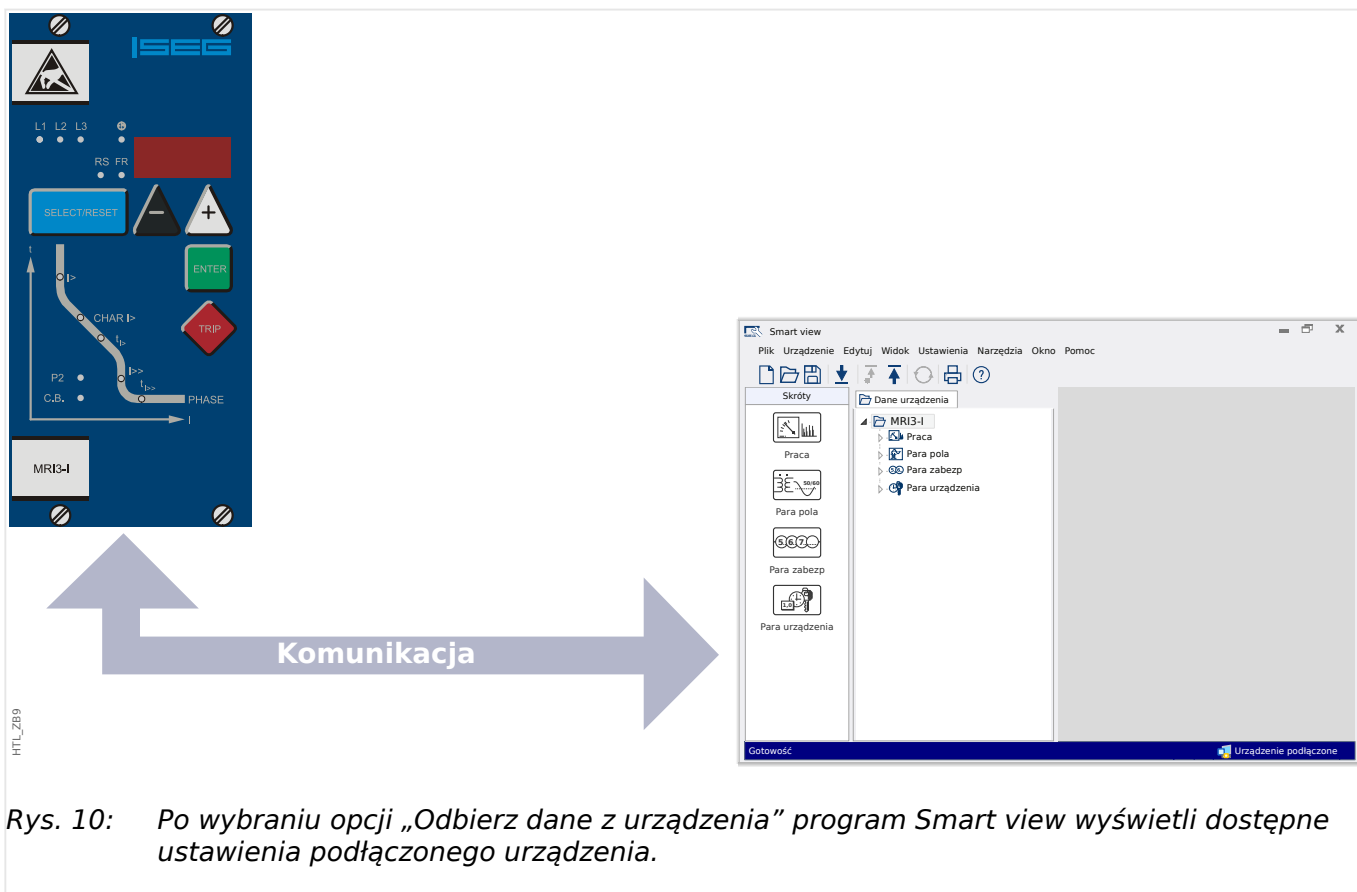 ISEG
L1 L2 L3
RS FR
SELECT/RESET
-
+
ENTER
TRIP
t
I>
CHAR I>
tI>
I>>
tI>>
P2
C.B.
PHASE
I
MRI3-I
Komunikacja
HTL_ZB9
Smart view
Plik Urządzenie Edytuj Widok Ustawienia Narzędzia Okno Pomoc
Skróty
Praca
50/60
Para pola
5.6.7...
Para zabezp
1,0
Para urządzenia
Dane urządzenia
MRI3-I
Praca
Para pola
Para zabezp
Para urządzenia
Gotowość
Urządzenie podłączone
Rys. 10: Po wybraniu opcji „Odbierz dane z urządzenia” program Smart view wyświetli dostępne
ustawienia podłączonego urządzenia.